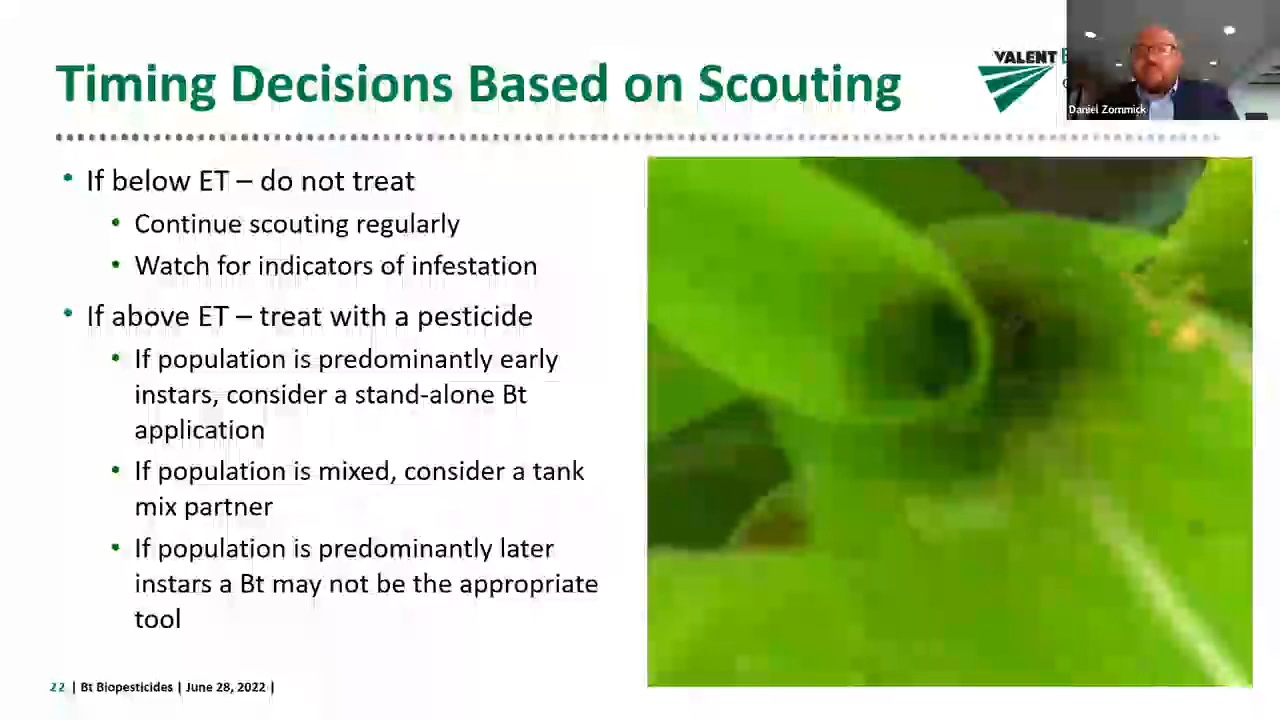 Timing Decisions Based on Scouting
VALENT
Daniel Zommick
• If below ET – do not treat
• Continue scouting regularly
• Watch for indicators of infestation
• If above ET – treat with a pesticide
• If population is predominantly early
instars, consider a stand-alone Bt
application
• If population is mixed, consider a tank
mix partner
• If population is predominantly later
instars a Bt may not be the appropriate
tool
22 | Bt Biopesticides | June 28, 2022 |